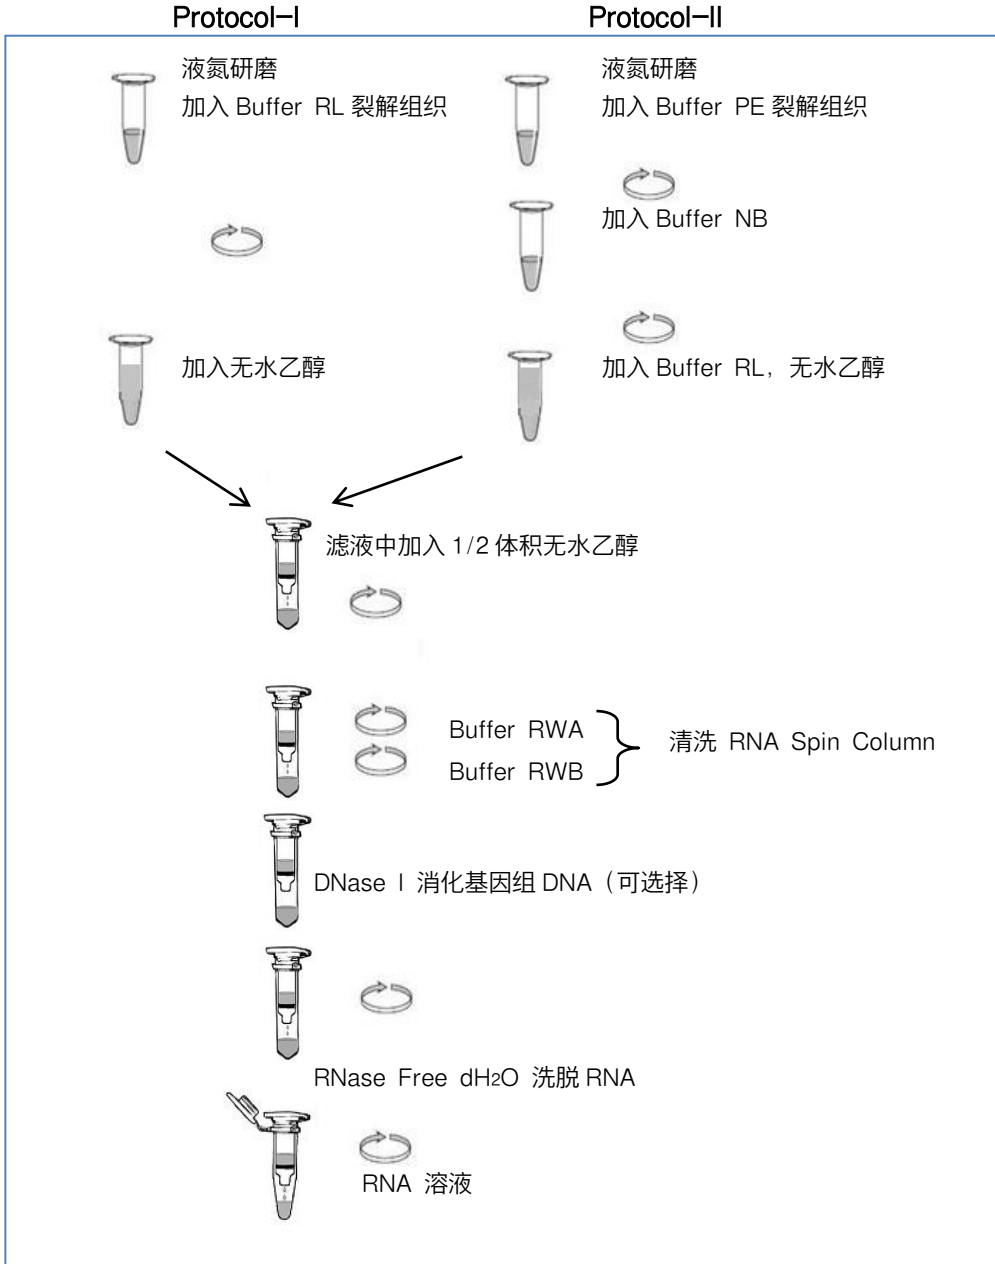 Protocol-I
Protocol-II
液氮研磨
加入 Buffer RL 裂解组织
液氮研磨
加入 Buffer PE 裂解组织
加入 Buffer NB
加入无水乙醇
加入 Buffer RL，无水乙醇
滤液中加入 1/2 体积无水乙醇
Buffer RWA
Buffer RWB
清洗 RNA Spin Column
DNase I 消化基因组 DNA（可选择）
RNase Free dH2O 洗脱 RNA
RNA 溶液